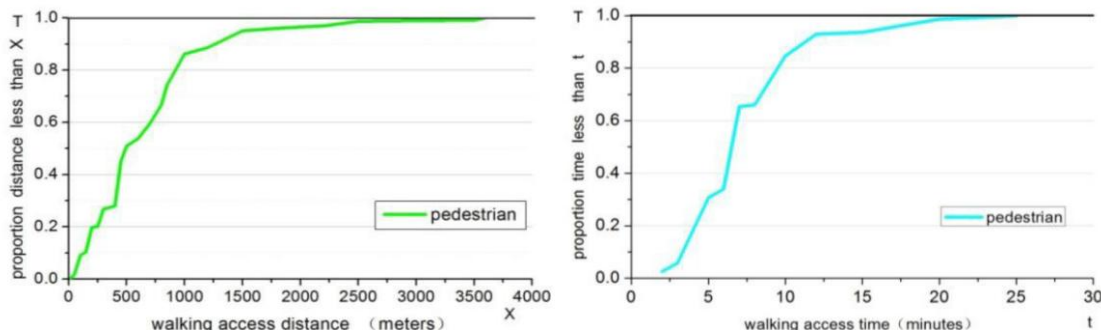 proportion distance less than X T
1.0
0.8
0.6
0.4
0.2
0.0
pedestrian
0 500 1000 1500 2000 2500 3000 3500 4000
walking access distance （meters） X
proportion time less than t T
1.0
0.8
0.6
0.4
0.2
0.0
pedestrian
0 5 10 15 20 25 30
walking access time（minutes） t